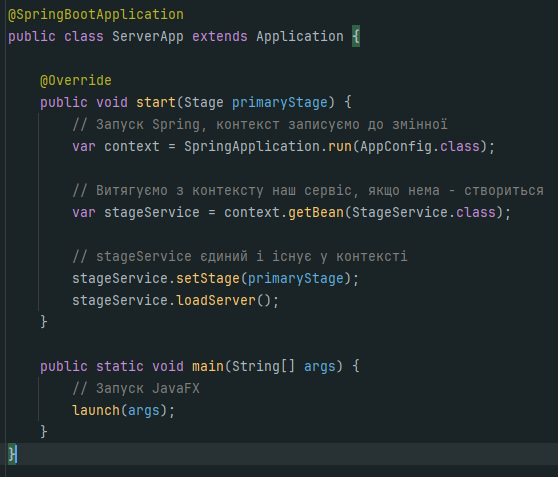 @SpringBootApplication
public class ServerApp extends Application {
@Override
public void start(Stage primaryStage) {
// Запуск Spring, контекст записуємо до змінної
var context = SpringApplication.run(AppConfig.class);
// Витягуємо з контексту наш сервіс, якщо нема - створиться
var stageService = context.getBean(StageService.class);
// stageService єдиний і існує у контексті
stageService.setStage(primaryStage);
stageService.loadServer();
}
public static void main(String[] args) {
// Запуск JavaFX
launch(args);
}
}